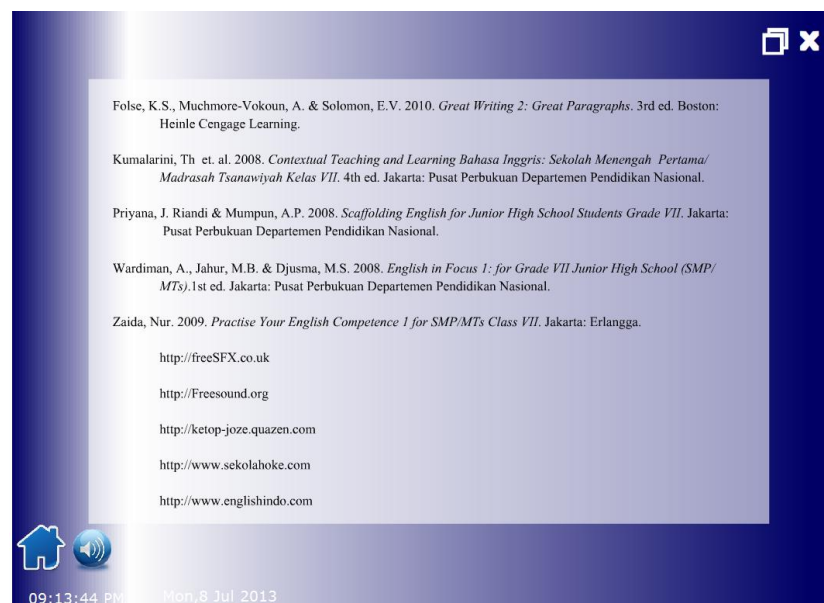 Folse, K.S., Muchmore-Vokoun, A. & Solomon, E.V. 2010. Great Writing 2: Great Paragraphs. 3rd ed. Boston:
Heinle Cengage Learning.
Kumalarini, Th et. al. 2008. Contextual Teaching and Learning Bahasa Inggris: Sekolah Menengah Pertama/
Madrasah Tsanawiyah Kelas VII. 4th ed. Jakarta: Pusat Perbukuan Departemen Pendidikan Nasional.
Priyana, J. Riandi & Mumpun, A.P. 2008. Scaffolding English for Junior High School Students Grade VII. Jakarta:
Pusat Perbukuan Departemen Pendidikan Nasional.
Wardiman, A., Jahur, M.B. & Djusma, M.S. 2008. English in Focus 1: for Grade VII Junior High School (SMP/
MTs).1st ed. Jakarta: Pusat Perbukuan Departemen Pendidikan Nasional.
Zaida, Nur. 2009. Practise Your English Competence 1 for SMP/MTs Class VII. Jakarta: Erlangga.
http://freeSFX.co.uk
http://Freesound.org
http://ketop-joze.quazen.com
http://www.sekolahoke.com
http://www.englishindo.com
09:13:44 PM Mon,8 Jul 2013